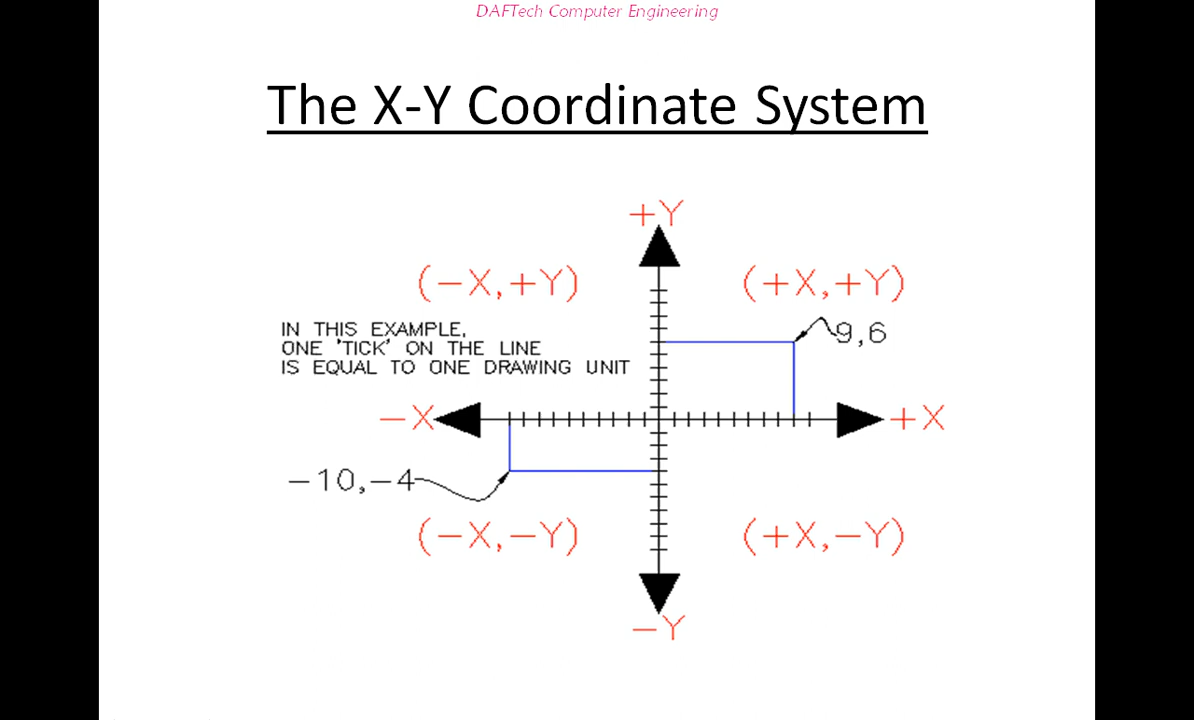 DAFTech Computer Engineering
The X-Y Coordinate System
+Y
(-X,+Y)
(+X,+Y)
IN THIS EXAMPLE,
ONE 'TICK' ON THE LINE
IS EQUAL TO ONE DRAWING UNIT
9,6
-X
+X
-10,-4
(-X,-Y)
(+X,-Y)
-Y